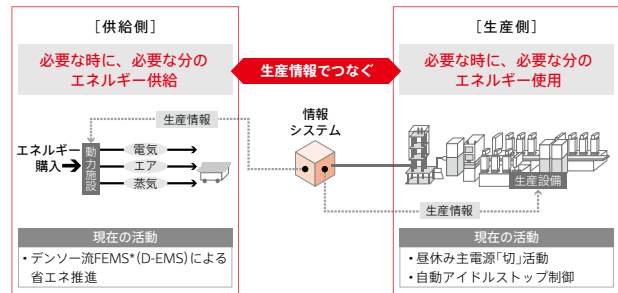 [供給側]
必要な時に、必要な分の
エネルギー供給
生産情報でつなぐ
[生産側]
必要な時に、必要な分の
エネルギー使用
生産情報
情報
システム
エネルギー
購入
動力施設
電気
エア
蒸気
生産設備
生産情報
現在の活動
・デンソー流FEMS*(D-EMS)による
省エネ推進
現在の活動
・昼休み主電源「切」活動
・自動アイドルストップ制御